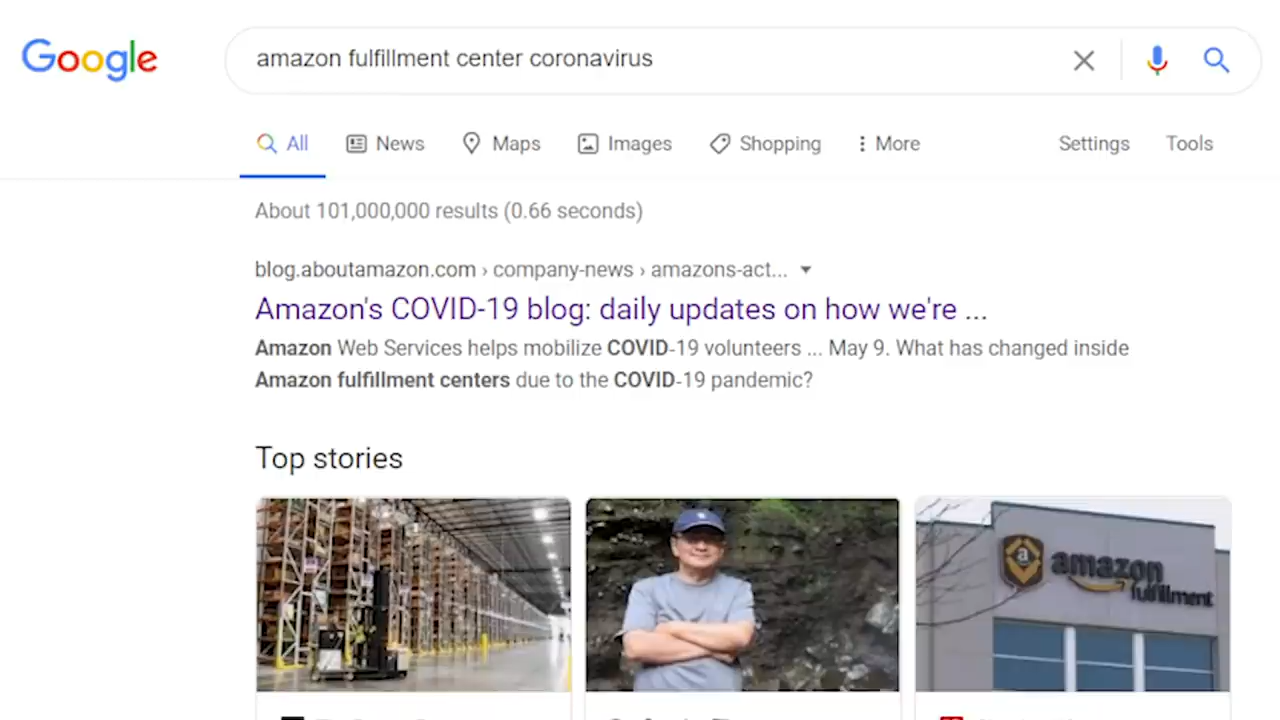 Google
amazon fulfillment center coronavirus
All News Maps Images Shopping More Settings Tools
About 101,000,000 results (0.66 seconds)
blog.aboutamazon.com › company-news › amazons-act...
Amazon's COVID-19 blog: daily updates on how we're ...
Amazon Web Services helps mobilize COVID-19 volunteers ... May 9. What has changed inside
Amazon fulfillment centers due to the COVID-19 pandemic?
Top stories
amazon
fulfillment